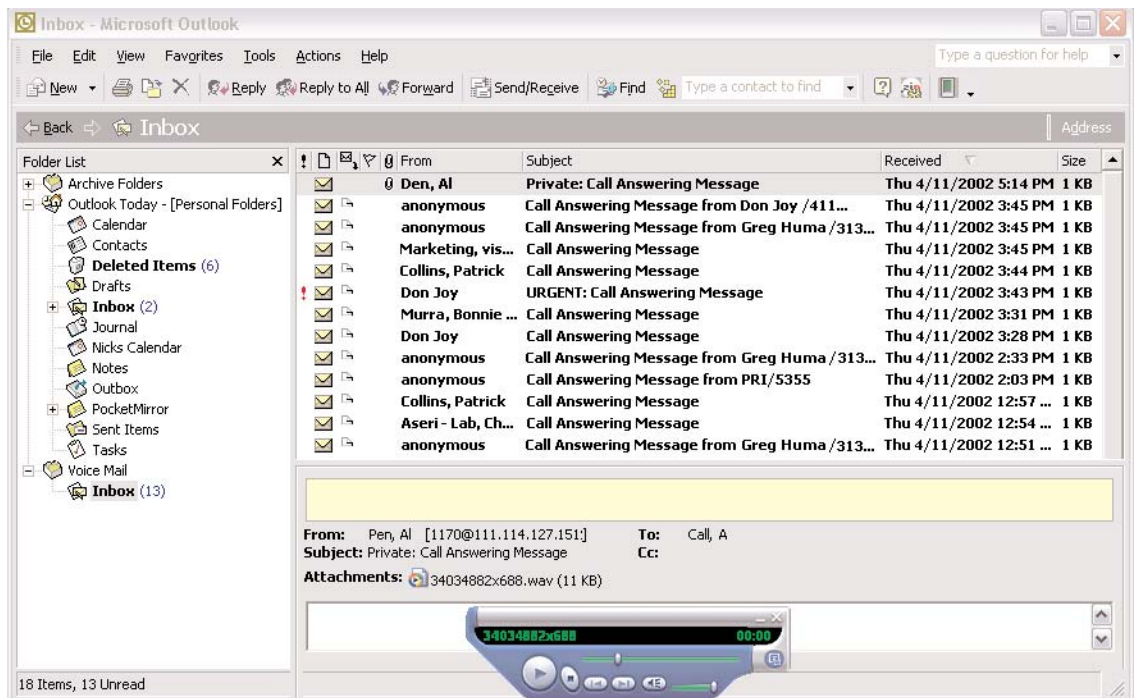 Inbox - Microsoft Outlook
File Edit View Favorites Tools Actions Help Type a question for help
New Reply Reply to All Forward Send/Receive Find Type a contact to find
Back Inbox Address
Folder List
Archive Folders
Outlook Today - [Personal Folders]
Calendar
Contacts
Deleted Items (6)
Drafts
Inbox (2)
Journal
Nicks Calendar
Notes
Outbox
PocketMirror
Sent Items
Tasks
Voice Mail
Inbox (13)
From Subject Received Size
Den, Al Private: Call Answering Message Thu 4/11/2002 5:14 PM 1 KB
anonymous Call Answering Message from Don Joy /411... Thu 4/11/2002 3:45 PM 1 KB
anonymous Call Answering Message from Greg Huma /313... Thu 4/11/2002 3:45 PM 1 KB
Marketing, vis... Call Answering Message Thu 4/11/2002 3:45 PM 1 KB
Collins, Patrick Call Answering Message Thu 4/11/2002 3:44 PM 1 KB
Don Joy URGENT: Call Answering Message Thu 4/11/2002 3:43 PM 1 KB
Murra, Bonnie ... Call Answering Message Thu 4/11/2002 3:31 PM 1 KB
Don Joy Call Answering Message Thu 4/11/2002 3:28 PM 1 KB
anonymous Call Answering Message from Greg Huma /313... Thu 4/11/2002 2:33 PM 1 KB
anonymous Call Answering Message from PRI/5355 Thu 4/11/2002 2:03 PM 1 KB
Collins, Patrick Call Answering Message Thu 4/11/2002 12:57 ... 1 KB
Aseri - Lab, Ch... Call Answering Message Thu 4/11/2002 12:54 ... 1 KB
anonymous Call Answering Message from Greg Huma /313... Thu 4/11/2002 12:51 ... 1 KB
From: Pen, Al [1170@111.114.127.151:] To: Call, A
Subject: Private: Call Answering Message Cc:
Attachments: 34034882x688.wav (11 KB)
34034882x688 00:00
18 Items, 13 Unread